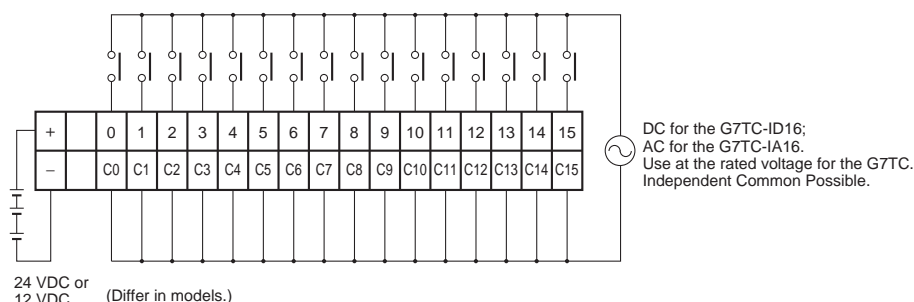 + 0 1 2 3 4 5 6 7 8 9 10 11 12 13 14 15
− C0 C1 C2 C3 C4 C5 C6 C7 C8 C9 C10 C11 C12 C13 C14 C15
DC for the G7TC-ID16;
AC for the G7TC-IA16.
Use at the rated voltage for the G7TC.
Independent Common Possible.
24 VDC or
12 VDC (Differ in models.)